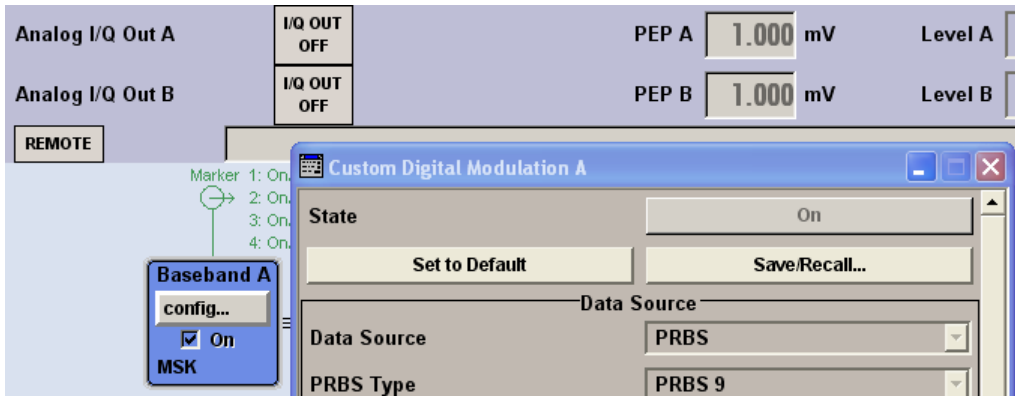 Analog I/Q Out A
I/Q OUT
OFF
PEP A 1.000 mV
Level A
Analog I/Q Out B
I/Q OUT
OFF
PEP B 1.000 mV
Level B
REMOTE
Marker 1: On/
2: On/
3: On/
4: On/
Baseband A
config...
On
MSK
Custom Digital Modulation A
State
On
Set to Default
Save/Recall...
Data Source
Data Source
PRBS
PRBS Type
PRBS 9